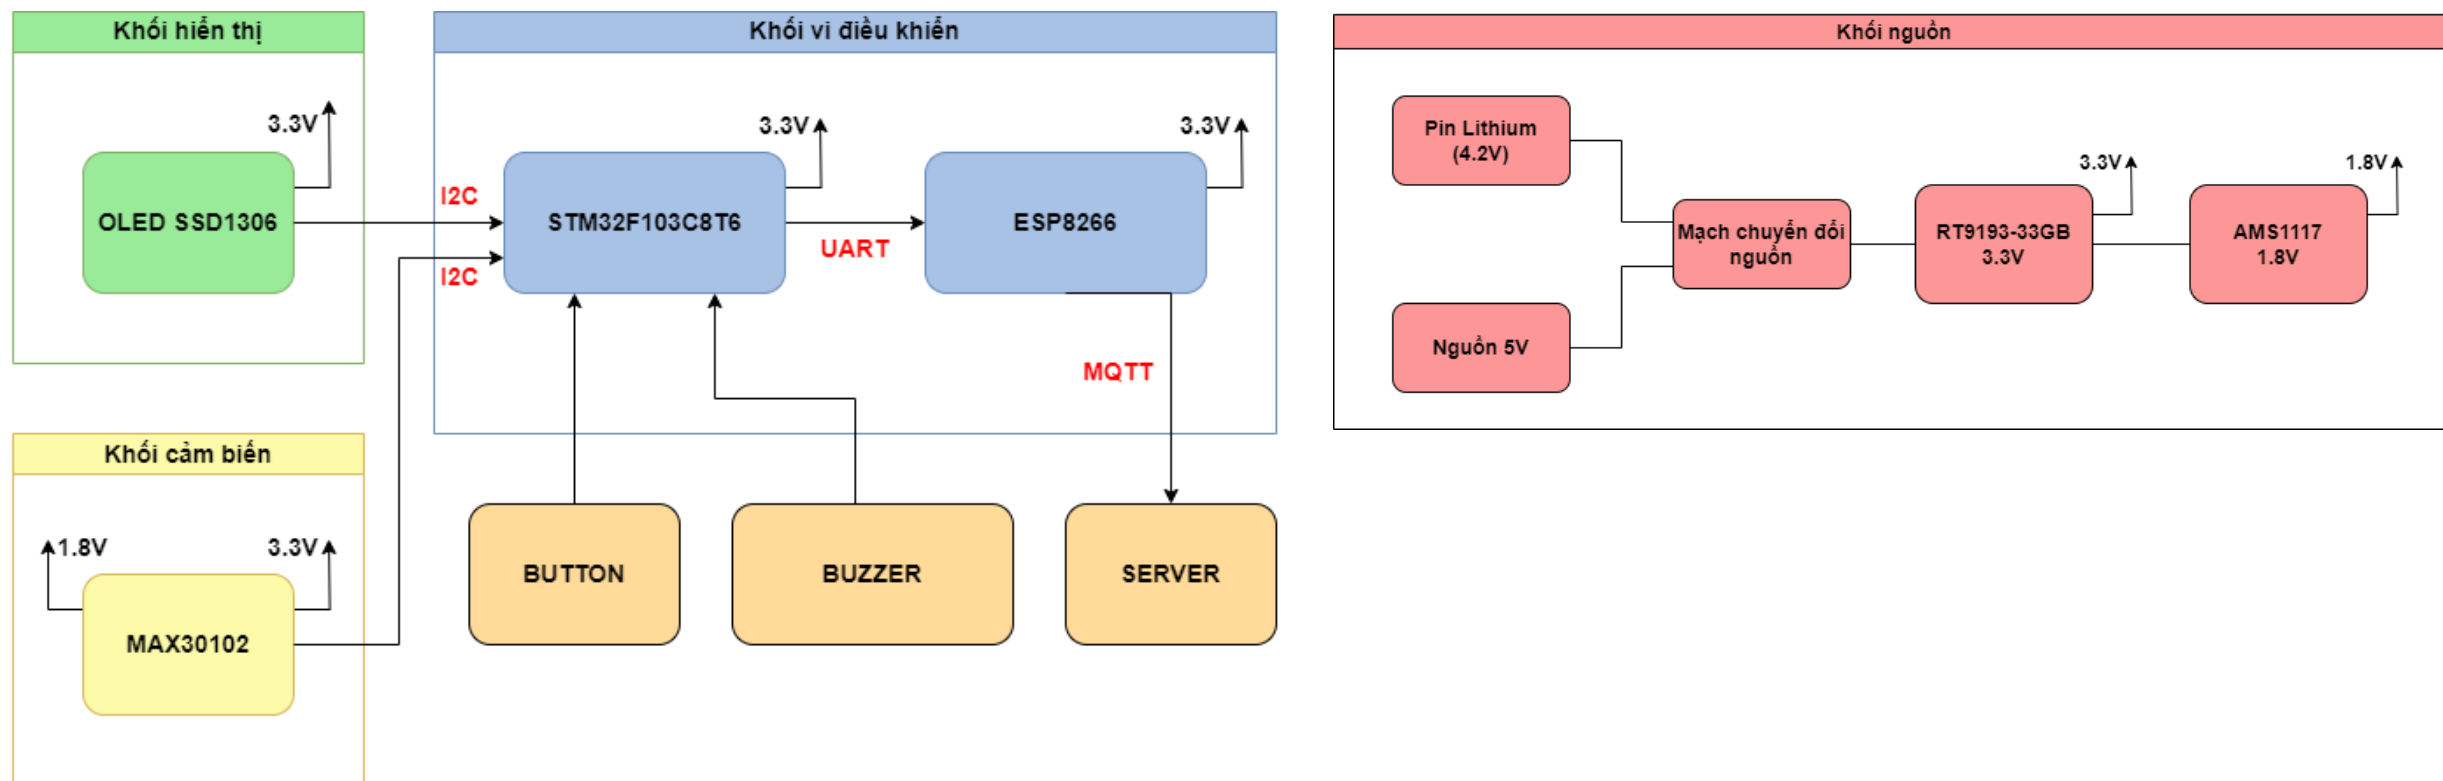 Khối hiển thị
3.3V
OLED SSD1306
I2C
I2C
Khối vi điều khiển
3.3V
STM32F103C8T6
UART
3.3V
ESP8266
MQTT
Khối cảm biến
1.8V
3.3V
MAX30102
BUTTON
BUZZER
SERVER
Khối nguồn
Pin Lithium
(4.2V)
Nguồn 5V
Mạch chuyển đổi
nguồn
3.3V
RT9193-33GB
3.3V
1.8V
AMS1117
1.8V